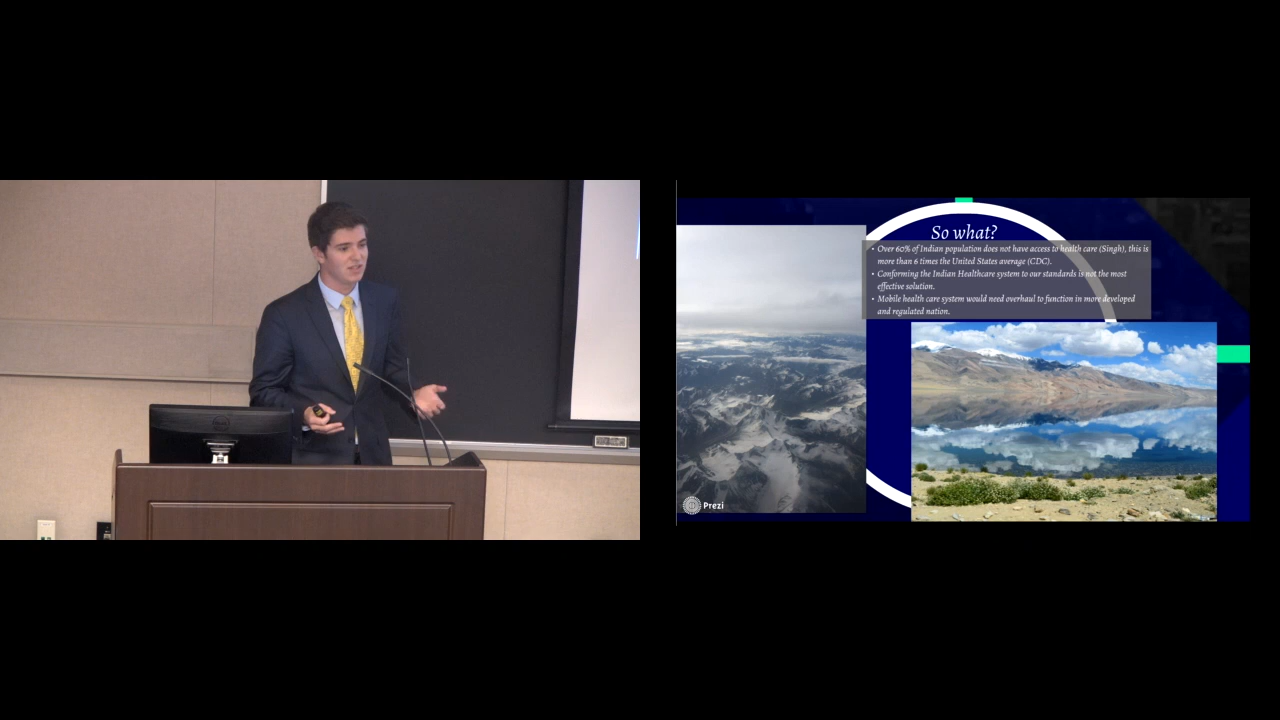 So what?
• Over 60% of Indian population does not have access to health care (Singh), this is
more than 6 times the United States average (CDC).
• Conforming the Indian Healthcare system to our standards is not the most
effective solution.
• Mobile health care system would need overhaul to function in more developed
and regulated nation.
Prezi